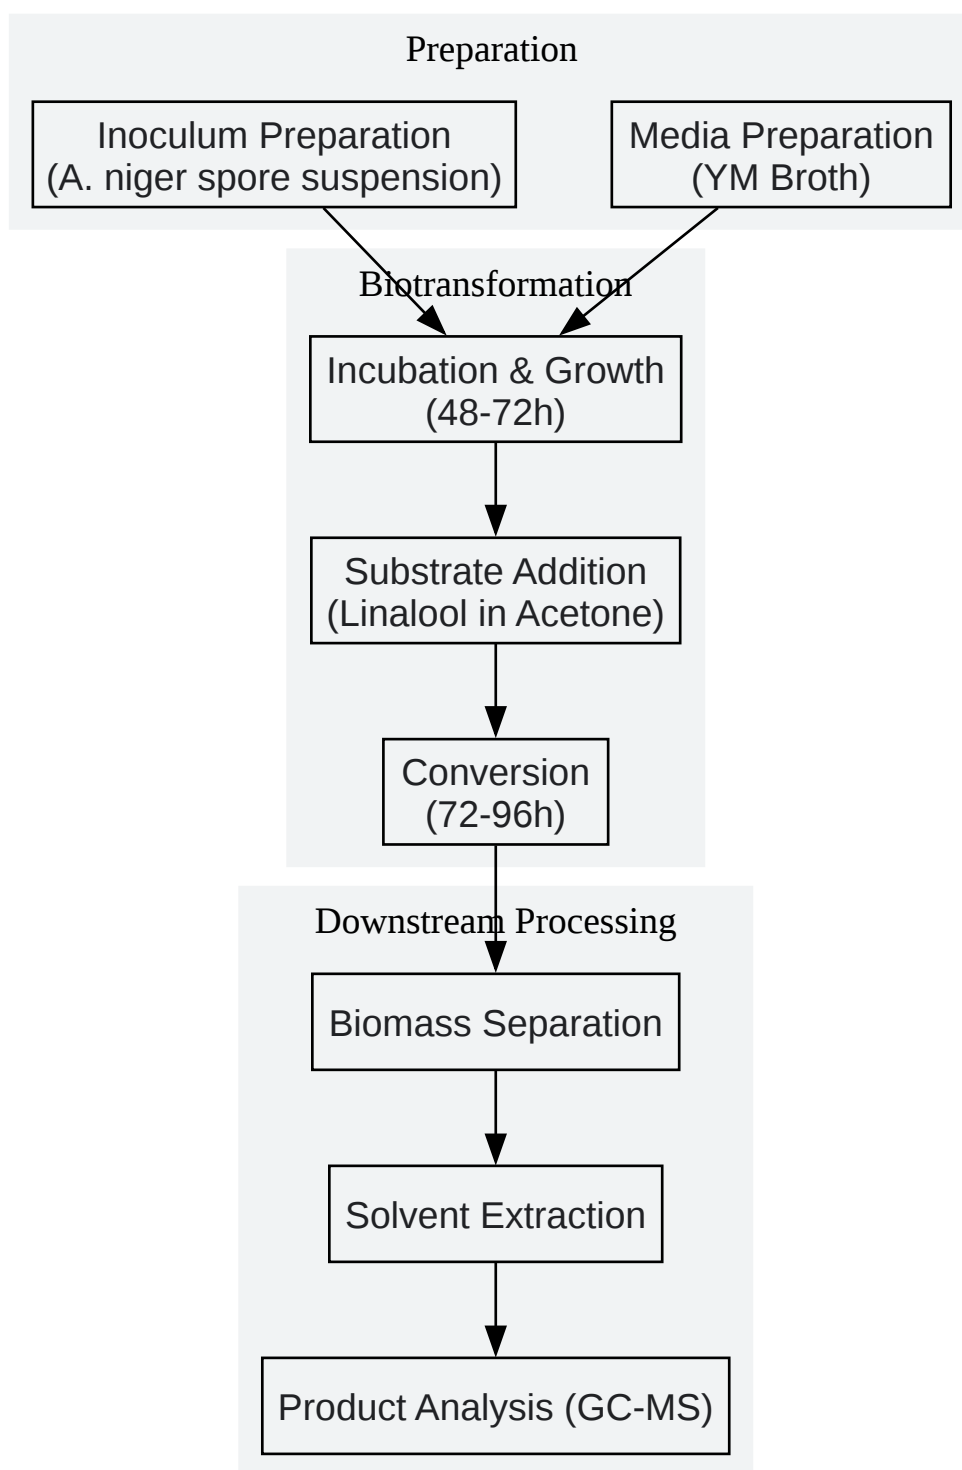 Preparation
Inoculum Preparation
(A. niger spore suspension)
Media Preparation
(YM Broth)
Biotransformation
Incubation & Growth
(48-72h)
Substrate Addition
(Linalool in Acetone)
Conversion
(72-96h)
Downstream Processing
Biomass Separation
Solvent Extraction
Product Analysis (GC-MS)